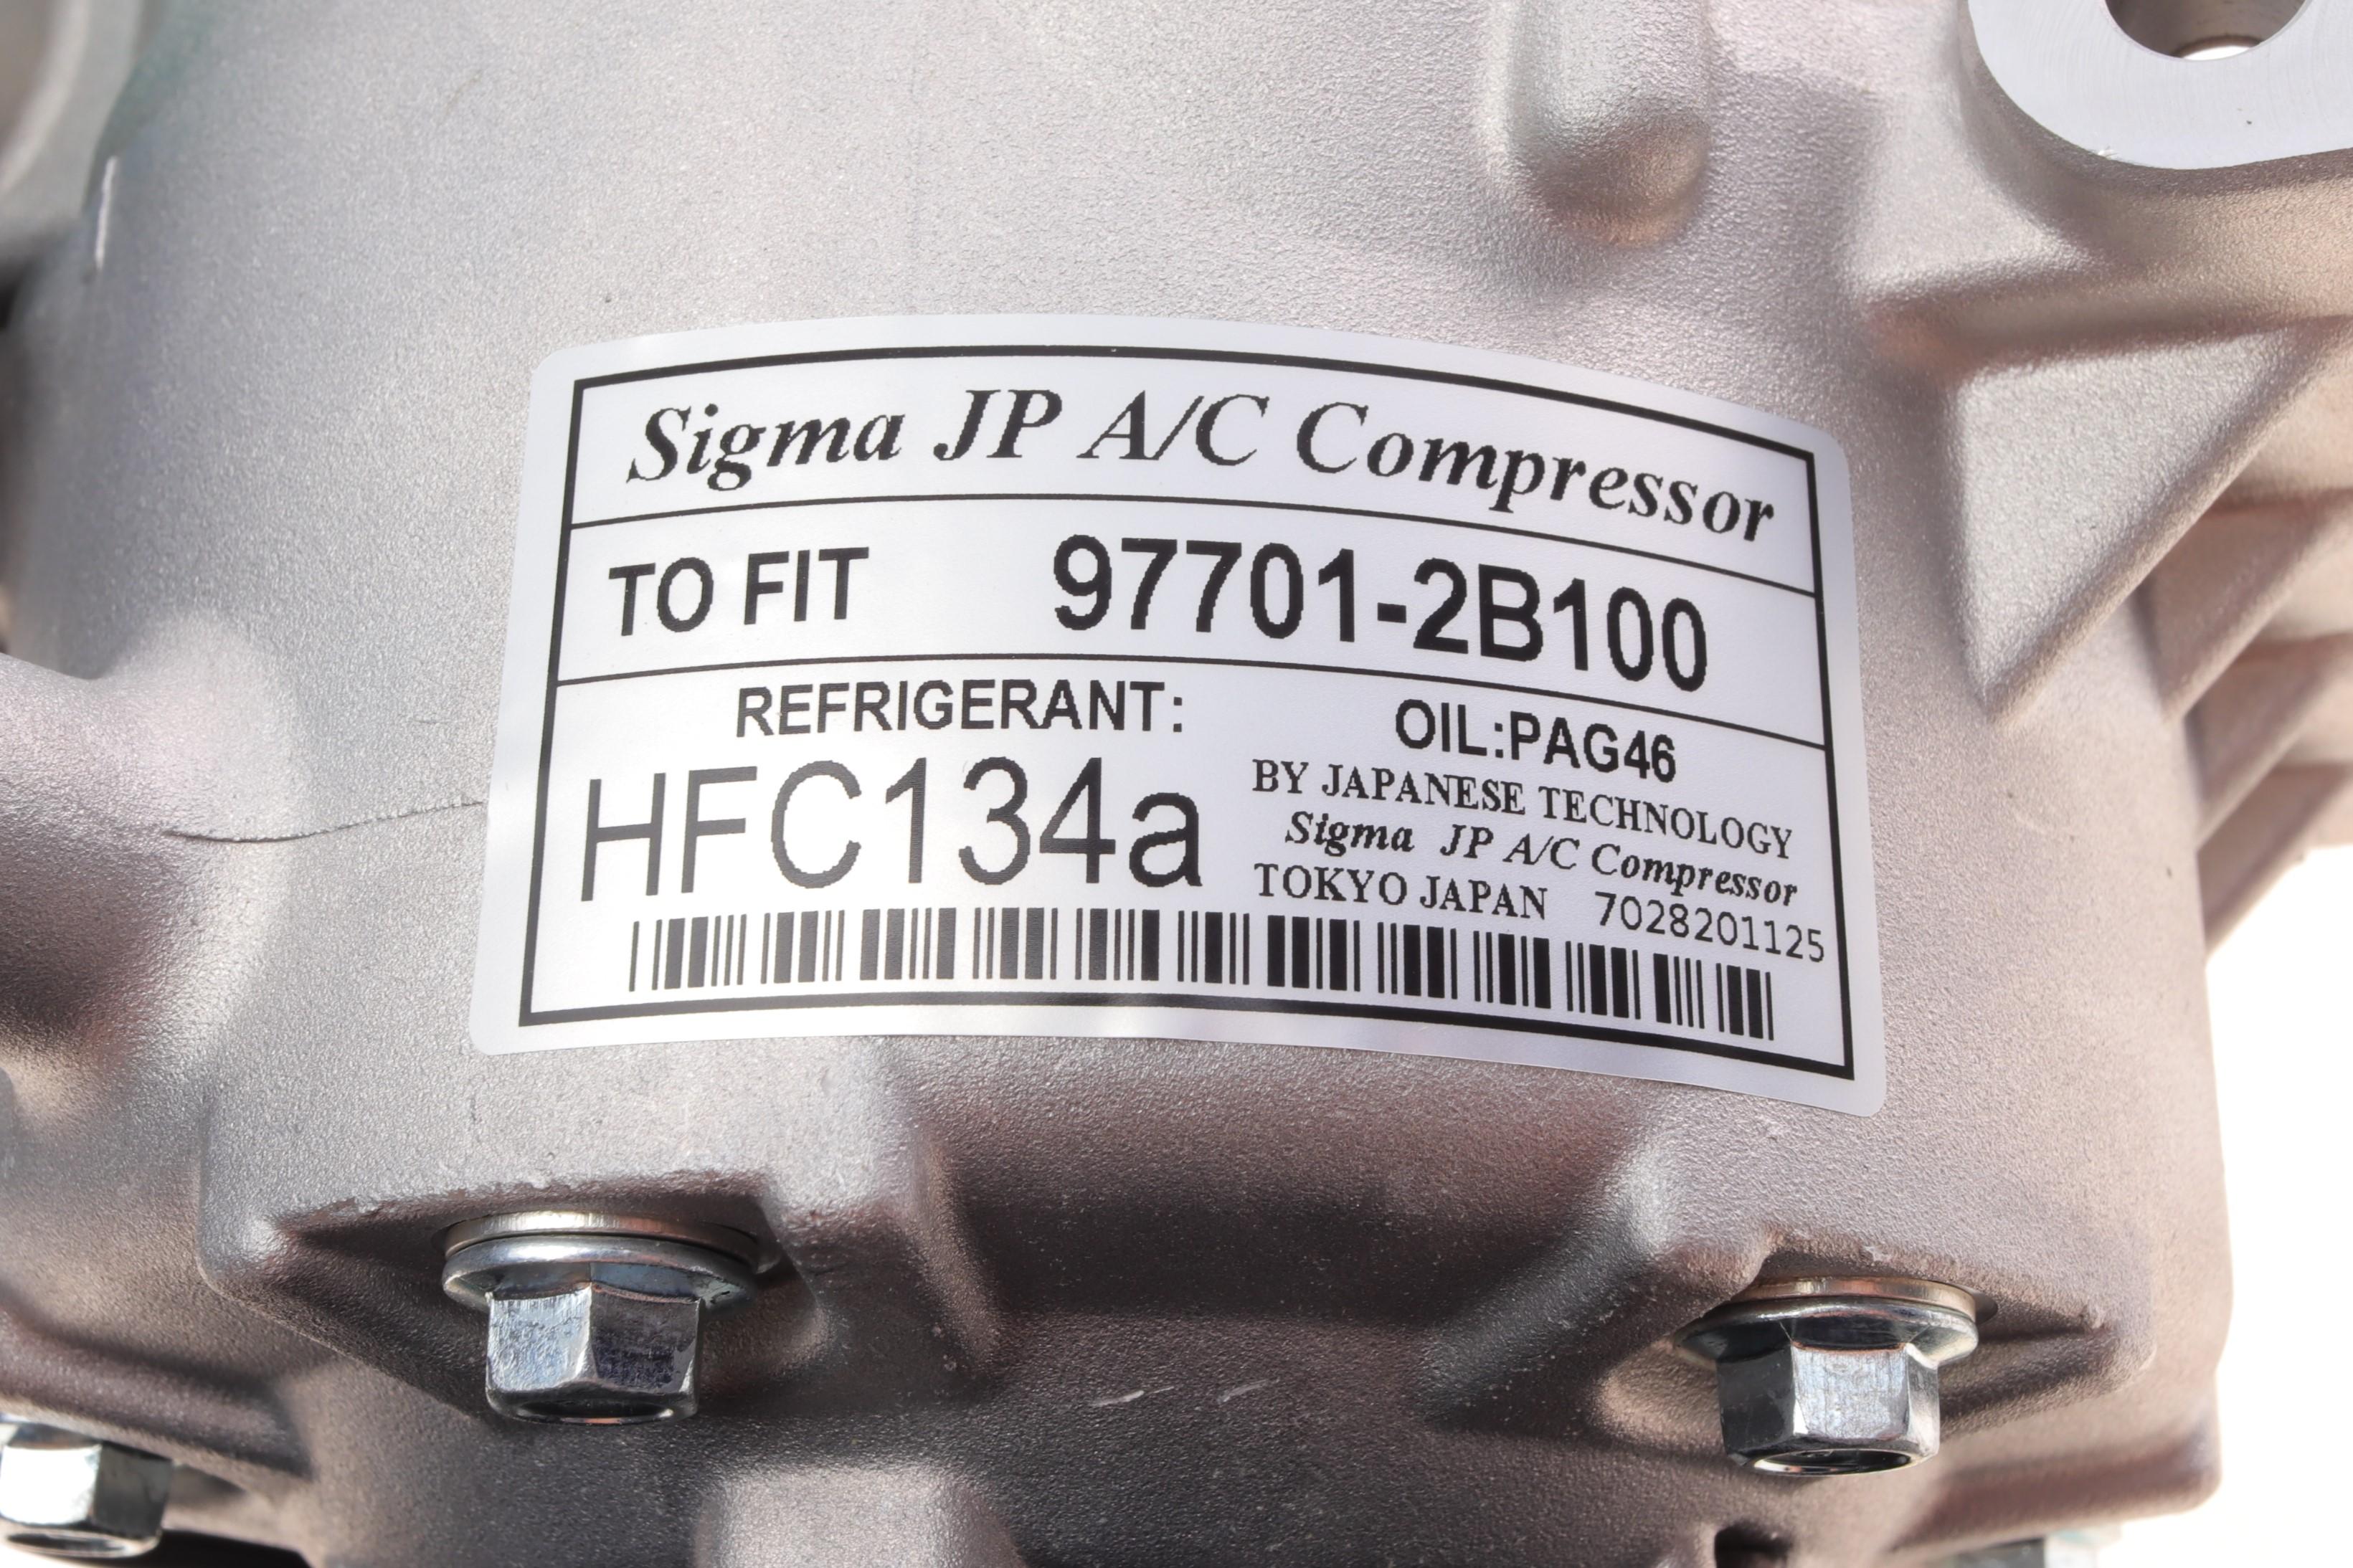 Sigma JP A/C Compressor
TO FIT 97701-2B100
REFRIGERANT:
HFC134a
OIL:PAG46
BY JAPANESE TECHNOLOGY
Sigma JP A/C Compressor
TOKYO JAPAN 7028201125